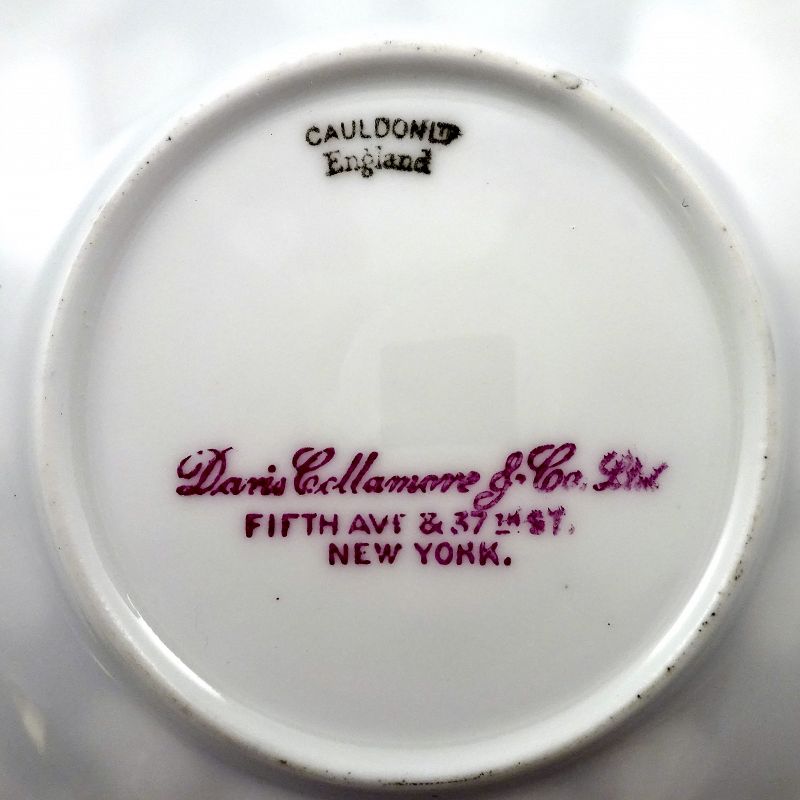 CAULDON LTD
England
Davis Collamore & Co. Ltd.
FIFTH AVE & 37TH ST.
NEW YORK.